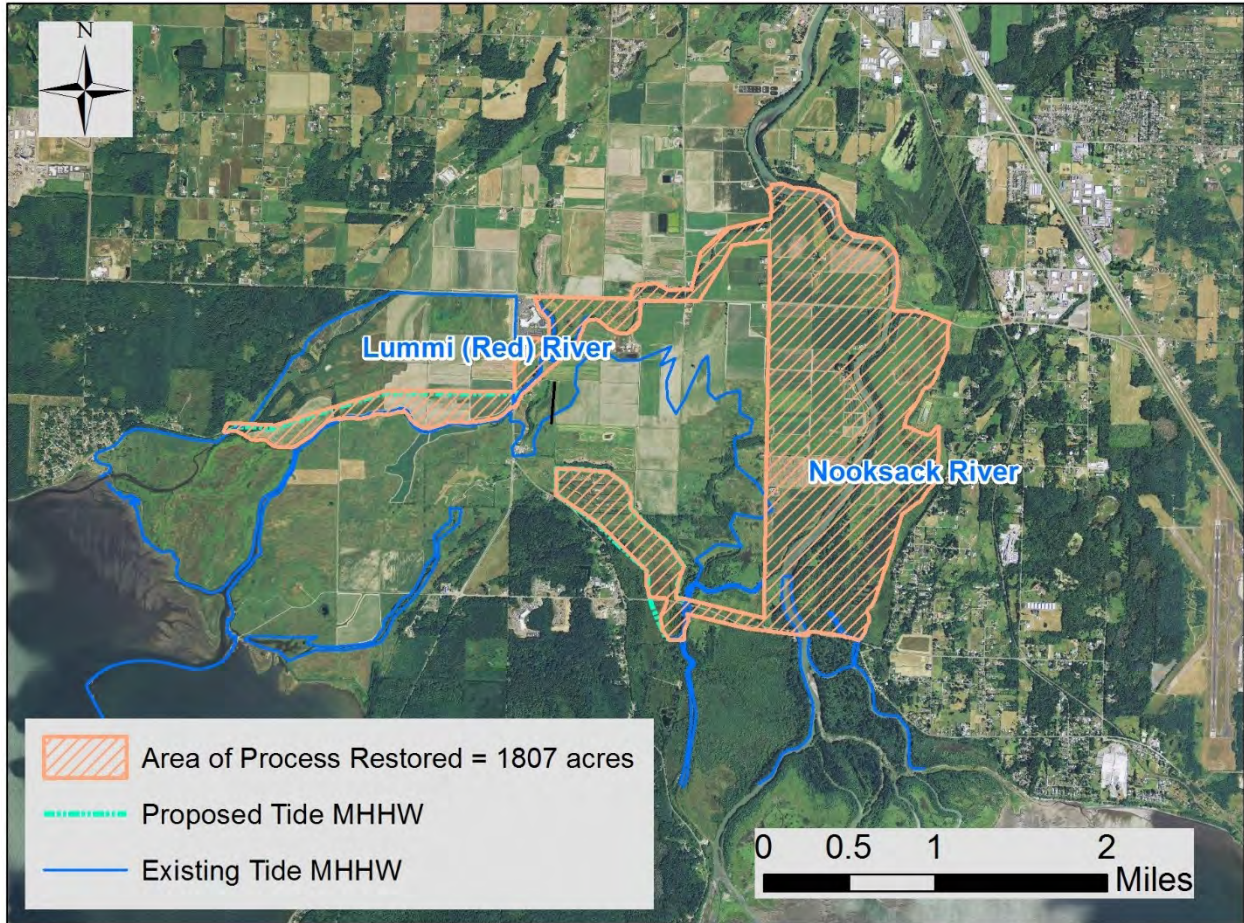 N
Lummi (Red) River
Nooksack River
Area of Process Restored = 1807 acres
Proposed Tide MHHW
Existing Tide MHHW
0 0.5 1 2
Miles